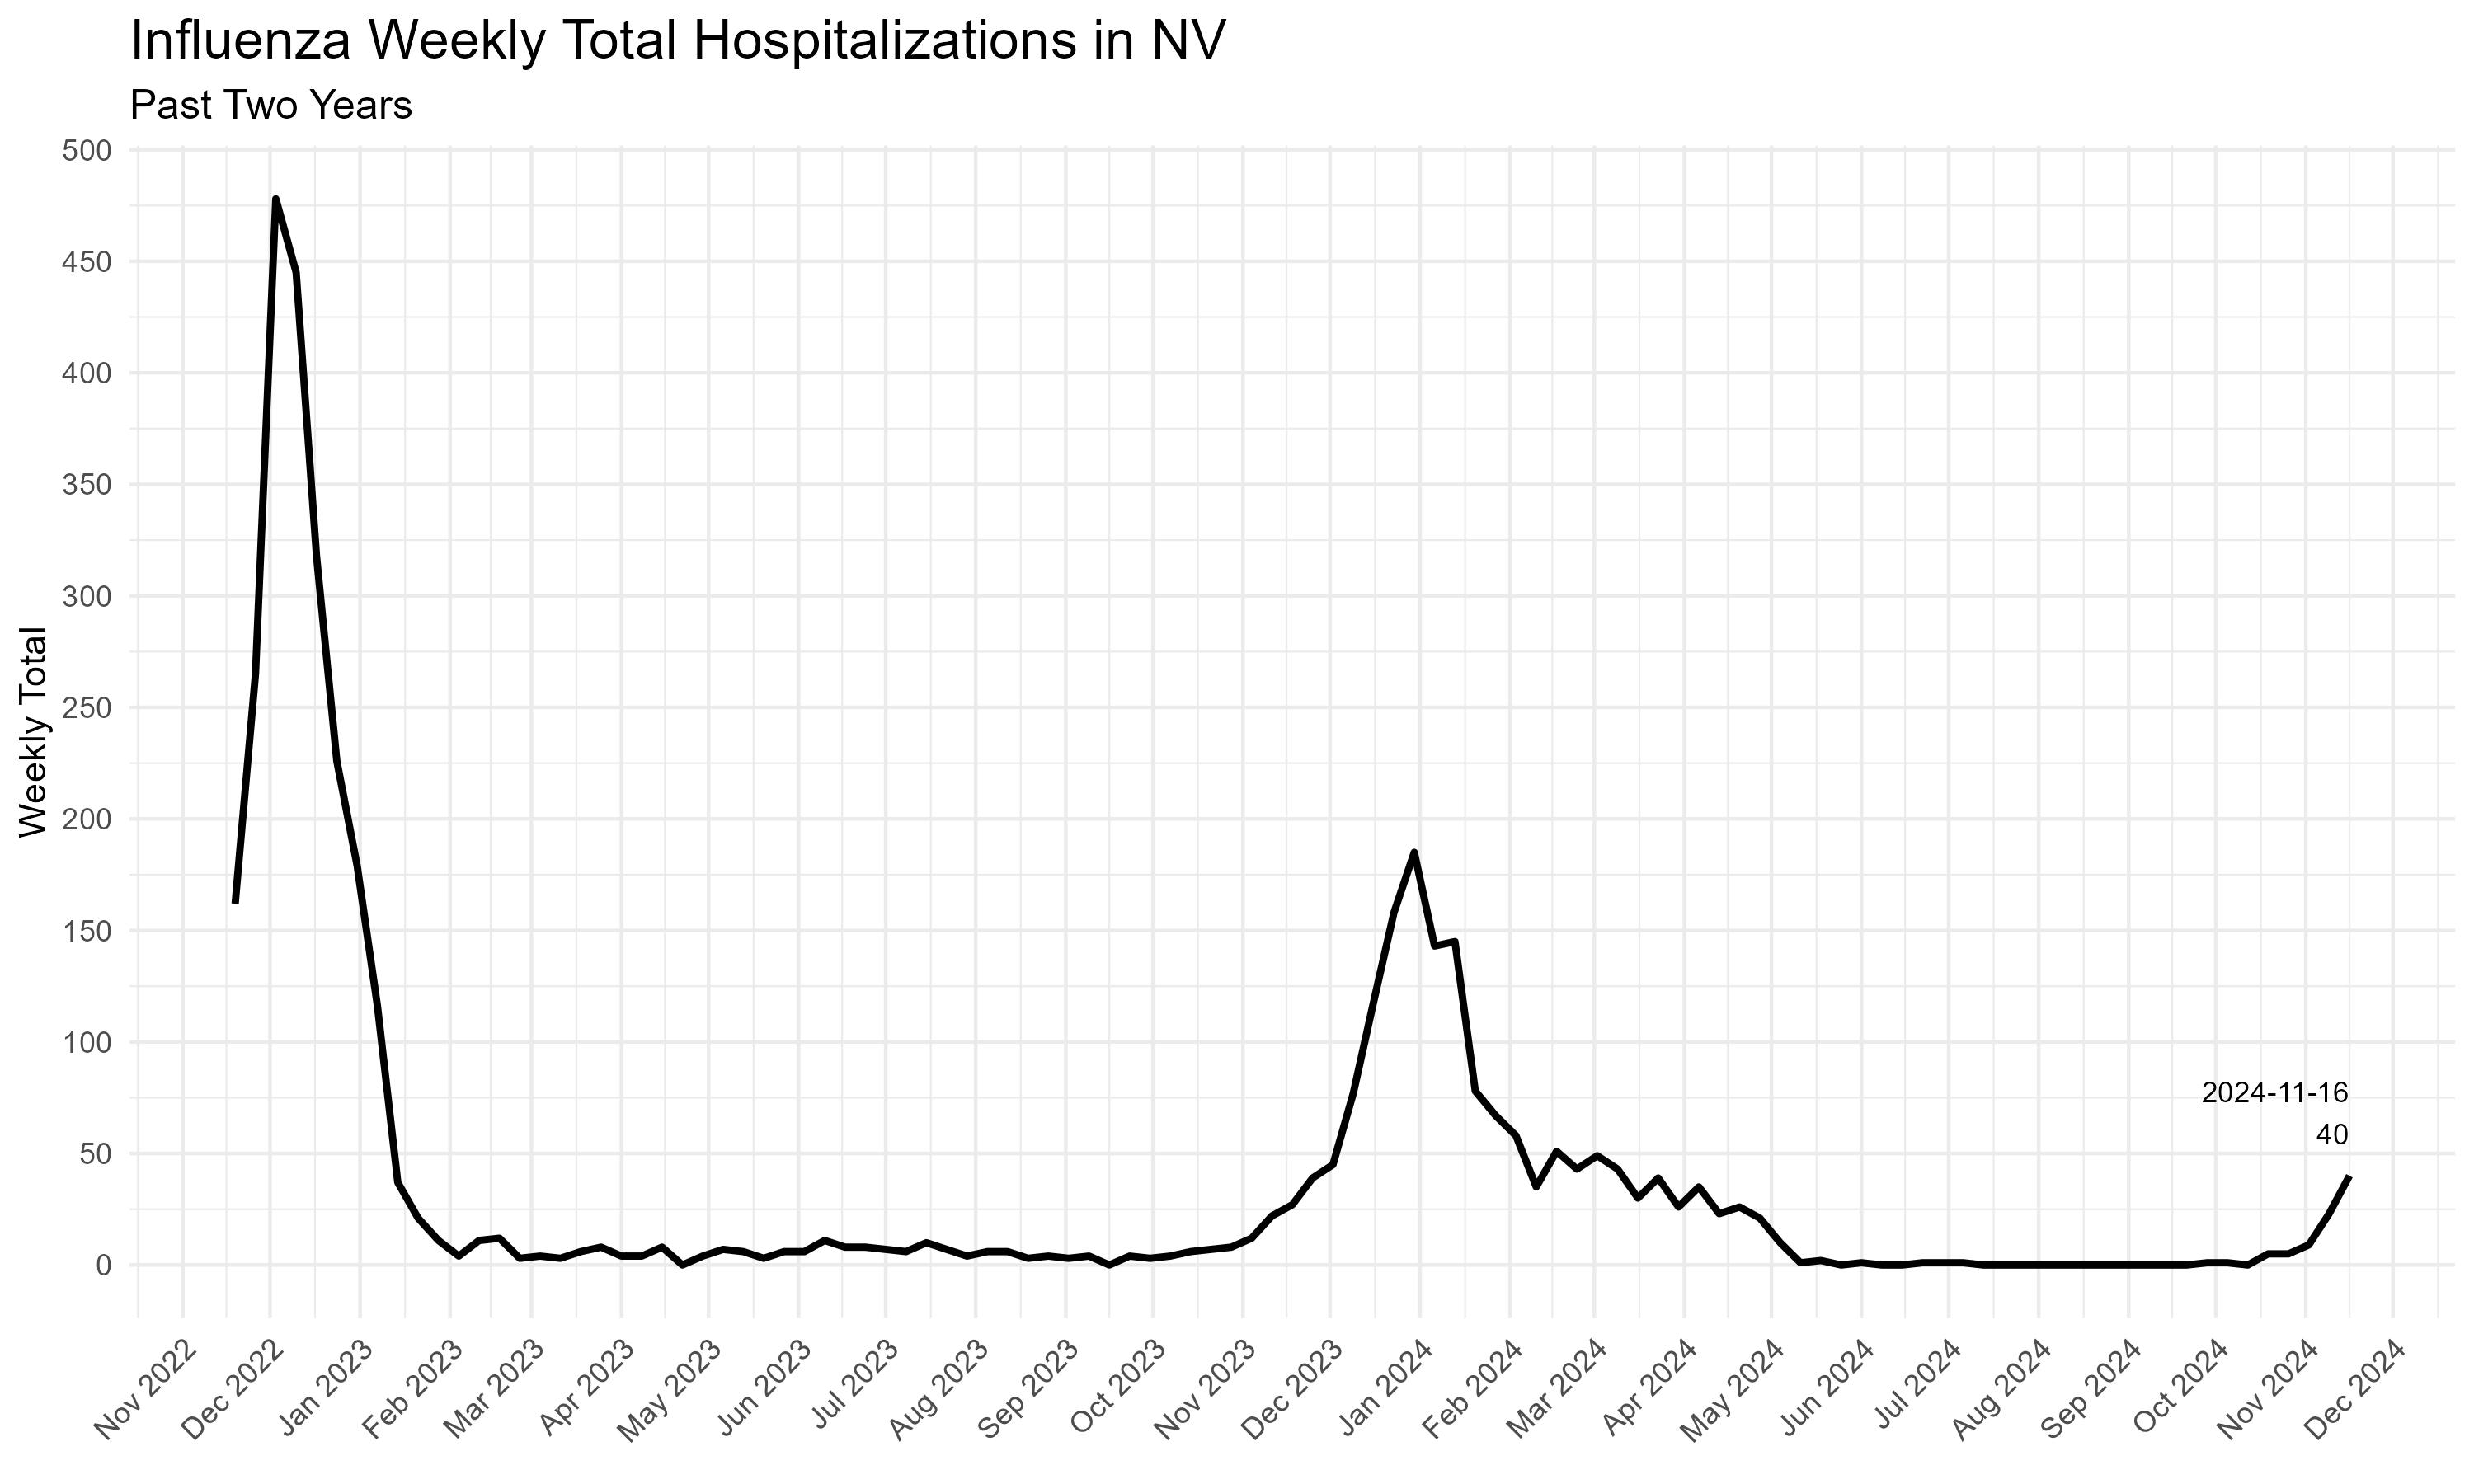 Influenza Weekly Total Hospitalizations in NV
Past Two Years
Weekly Total
500
450
400
350
300
250
200
150
100
50
0
2024-11-16
40
Nov 2022
Dec 2022
Jan 2023
Feb 2023
Mar 2023
Apr 2023
May 2023
Jun 2023
Jul 2023
Aug 2023
Sep 2023
Oct 2023
Nov 2023
Dec 2023
Jan 2024
Feb 2024
Mar 2024
Apr 2024
May 2024
Jun 2024
Jul 2024
Aug 2024
Sep 2024
Oct 2024
Nov 2024
Dec 2024